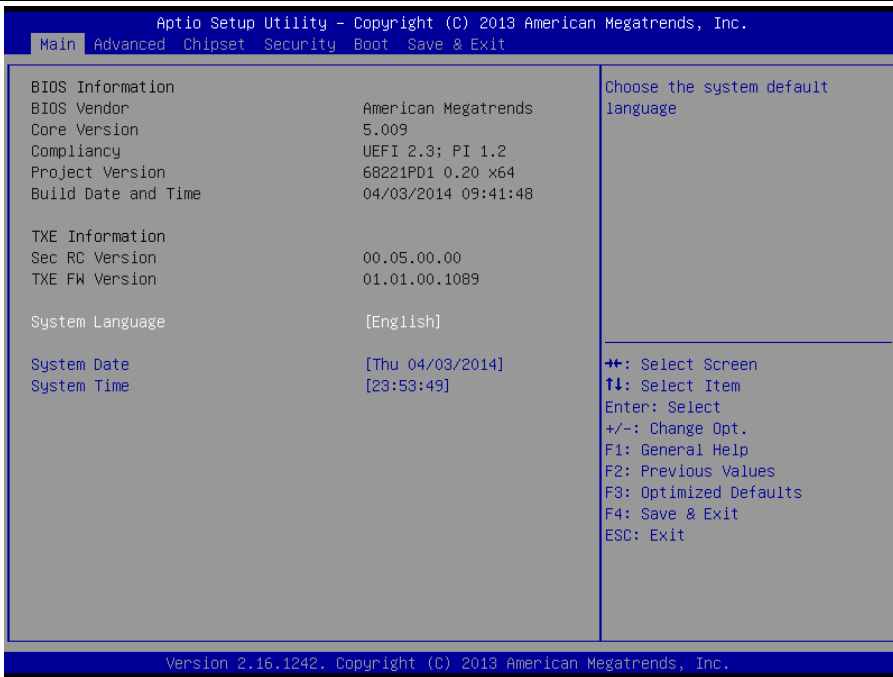 Aptio Setup Utility – Copyright (C) 2013 American Megatrends, Inc.
Main Advanced Chipset Security Boot Save & Exit
BIOS Information
BIOS Vendor American Megatrends
Core Version 5.009
Compliancy UEFI 2.3; PI 1.2
Project Version 68221PD1 0.20 x64
Build Date and Time 04/03/2014 09:41:48
TXE Information
Sec RC Version 00.05.00.00
TXE FW Version 01.01.00.1089
System Language [English]
System Date [Thu 04/03/2014]
System Time [23:53:49]
Choose the system default
language
→←: Select Screen
↑↓: Select Item
Enter: Select
+/-: Change Opt.
F1: General Help
F2: Previous Values
F3: Optimized Defaults
F4: Save & Exit
ESC: Exit
Version 2.16.1242. Copyright (C) 2013 American Megatrends, Inc.